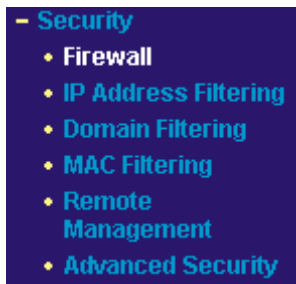 – Security
• Firewall
• IP Address Filtering
• Domain Filtering
• MAC Filtering
• Remote
Management
• Advanced Security